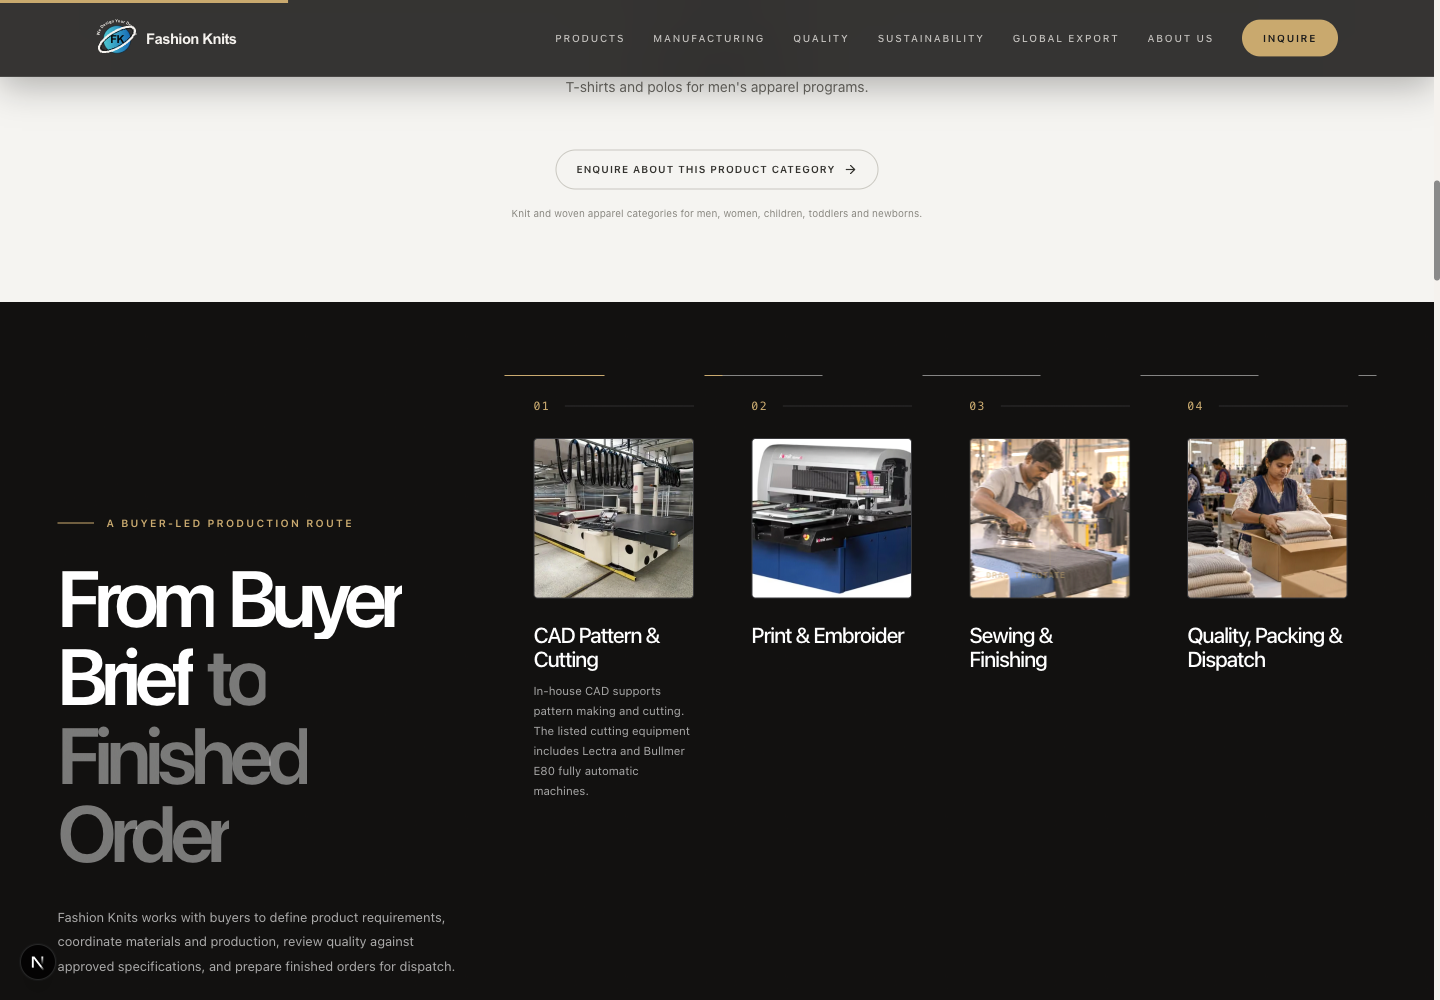 We Design Your Dreams
FK
Fashion Knits
PRODUCTS
MANUFACTURING
QUALITY
SUSTAINABILITY
GLOBAL EXPORT
ABOUT US
INQUIRE
T-shirts and polos for men's apparel programs.
ENQUIRE ABOUT THIS PRODUCT CATEGORY →
Knit and woven apparel categories for men, women, children, toddlers and newborns.
A BUYER-LED PRODUCTION ROUTE
From Buyer
Brief to
Finished
Order
Fashion Knits works with buyers to define product requirements,
coordinate materials and production, review quality against
approved specifications, and prepare finished orders for dispatch.
N
01
CAD Pattern &
Cutting
In-house CAD supports
pattern making and cutting.
The listed cutting equipment
includes Lectra and Bullmer
E80 fully automatic
machines.
02
Print & Embroider
03
Sewing &
Finishing
04
Quality, Packing &
Dispatch